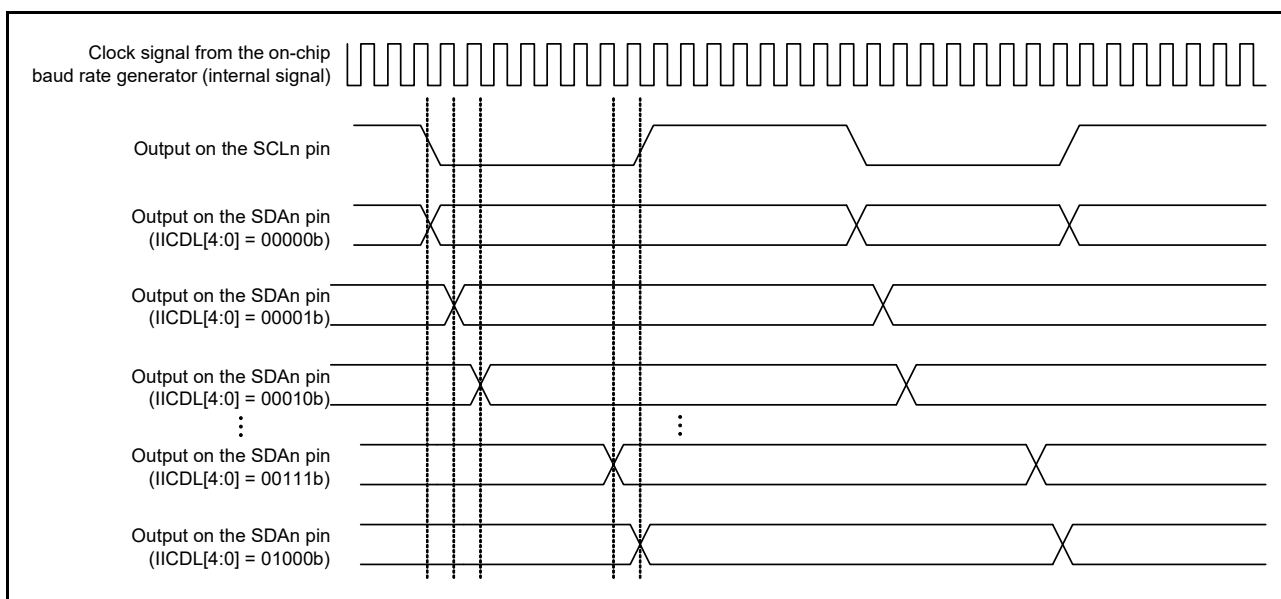 Clock signal from the on-chip
baud rate generator (internal signal)
Output on the SCLn pin
Output on the SDAn pin
(IICDL[4:0] = 00000b)
Output on the SDAn pin
(IICDL[4:0] = 00001b)
Output on the SDAn pin
(IICDL[4:0] = 00010b)
Output on the SDAn pin
(IICDL[4:0] = 00111b)
Output on the SDAn pin
(IICDL[4:0] = 01000b)